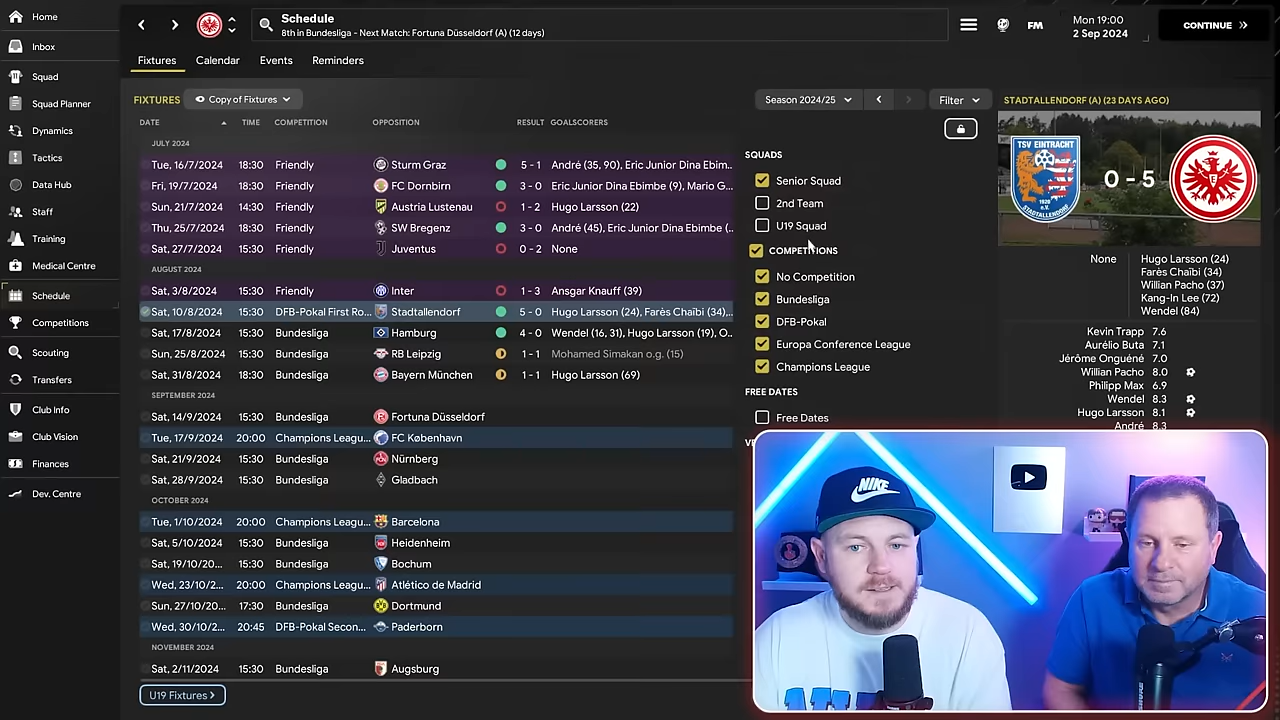 Home
Inbox
Squad
Squad Planner
Dynamics
Tactics
Data Hub
Staff
Training
Medical Centre
Schedule
Competitions
Scouting
Transfers
Club Info
Club Vision
Finances
Dev. Centre
Schedule
8th in Bundesliga - Next Match: Fortuna Düsseldorf (A) (12 days)
FM
Mon 19:00
2 Sep 2024
CONTINUE
Fixtures Calendar Events Reminders
FIXTURES Copy of Fixtures Season 2024/25 Filter
DATE TIME COMPETITION OPPOSITION RESULT GOALSCORERS
JULY 2024
Tue, 16/7/2024 18:30 Friendly Sturm Graz 5 - 1 André (35, 90), Eric Junior Dina Ebim...
Fri, 19/7/2024 18:30 Friendly FC Dornbirn 3 - 0 Eric Junior Dina Ebimbe (9), Mario G...
Sun, 21/7/2024 14:30 Friendly Austria Lustenau 1 - 2 Hugo Larsson (22)
Thu, 25/7/2024 18:30 Friendly SW Bregenz 3 - 0 André (45), Eric Junior Dina Ebimbe (...
Sat, 27/7/2024 15:30 Friendly Juventus 0 - 2 None
AUGUST 2024
Sat, 3/8/2024 15:30 Friendly Inter 1 - 3 Ansgar Knauff (39)
Sat, 10/8/2024 15:30 DFB-Pokal First Ro... Stadtallendorf 5 - 0 Hugo Larsson (24), Farès Chaïbi (34),...
Sat, 17/8/2024 15:30 Bundesliga Hamburg 4 - 0 Wendel (16, 31), Hugo Larsson (19), O...
Sun, 25/8/2024 15:30 Bundesliga RB Leipzig 1 - 1 Mohamed Simakan o.g. (15)
Sat, 31/8/2024 18:30 Bundesliga Bayern München 1 - 1 Hugo Larsson (69)
SEPTEMBER 2024
Sat, 14/9/2024 15:30 Bundesliga Fortuna Düsseldorf
Tue, 17/9/2024 20:00 Champions Leagu... FC København
Sat, 21/9/2024 15:30 Bundesliga Nürnberg
Sat, 28/9/2024 15:30 Bundesliga Gladbach
OCTOBER 2024
Tue, 1/10/2024 20:00 Champions Leagu... Barcelona
Sat, 5/10/2024 15:30 Bundesliga Heidenheim
Sat, 19/10/20... 15:30 Bundesliga Bochum
Wed, 23/10/2... 20:00 Champions Leagu... Atlético de Madrid
Sun, 27/10/20... 17:30 Bundesliga Dortmund
Wed, 30/10/2... 20:45 DFB-Pokal Secon... Paderborn
NOVEMBER 2024
Sat, 2/11/2024 15:30 Bundesliga Augsburg
U19 Fixtures
SQUADS
Senior Squad
2nd Team
U19 Squad
COMPETITIONS
No Competition
Bundesliga
DFB-Pokal
Europa Conference League
Champions League
FREE DATES
Free Dates
STADTALLENDORF (A) (23 DAYS AGO)
TSV EINTRACHT
STADTALLENDORF
0 - 5
None
Hugo Larsson (24)
Farès Chaïbi (34)
Willian Pacho (37)
Kang-In Lee (72)
Wendel (84)
Kevin Trapp 7.6
Aurélio Buta 7.1
Jérôme Onguéné 7.0
Willian Pacho 8.0
Philipp Max 6.9
Wendel 8.3
Hugo Larsson 8.1
André 8.3
NIKE